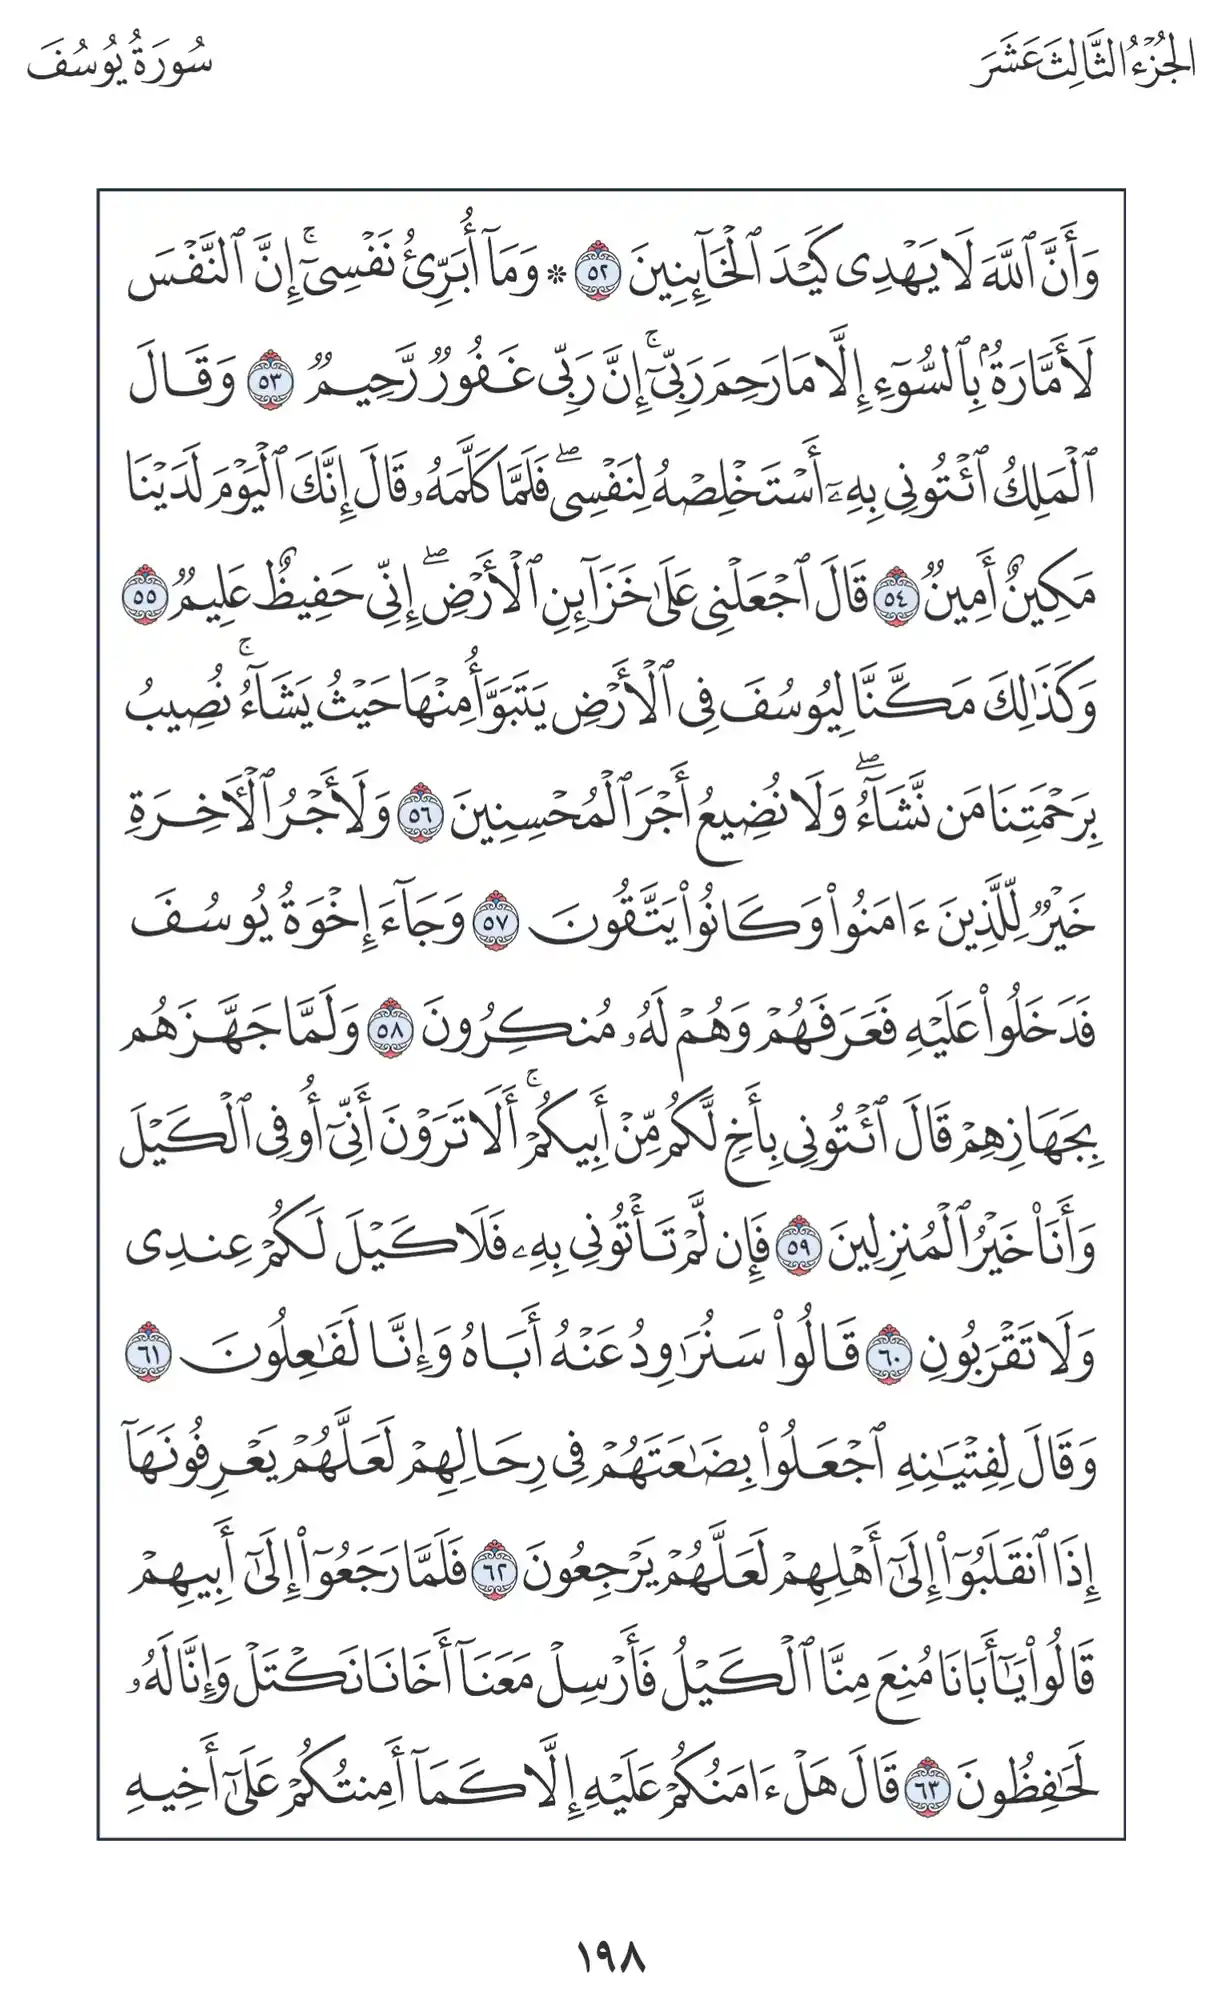 الجُزْءُ الثَّالِثَ عَشَرَ
سُورَةُ يُوسُفَ
وَأَنَّ ٱللَّهَ لَا يَهْدِى كَيْدَ ٱلْخَآئِنِينَ ٥٢ * وَمَآ أُبَرِّئُ نَفْسِىٓۚ إِنَّ ٱلنَّفْسَ
لَأَمَّارَةُۢ بِٱلسُّوٓءِ إِلَّا مَا رَحِمَ رَبِّىٓۚ إِنَّ رَبِّى غَفُورٌ رَّحِيمٌ ٥٣ وَقَالَ
ٱلْمَلِكُ ٱئْتُونِى بِهِۦٓ أَسْتَخْلِصْهُ لِنَفْسِىۖ فَلَمَّا كَلَّمَهُۥ قَالَ إِنَّكَ ٱلْيَوْمَ لَدَيْنَا
مَكِينٌ أَمِينٌ ٥٤ قَالَ ٱجْعَلْنِى عَلَىٰ خَزَآئِنِ ٱلْأَرْضِۖ إِنِّى حَفِيظٌ عَلِيمٌ ٥٥
وَكَذَٰلِكَ مَكَّنَّا لِيُوسُفَ فِى ٱلْأَرْضِ يَتَبَوَّأُ مِنْهَا حَيْثُ يَشَآءُۚ نُصِيبُ
بِرَحْمَتِنَا مَن نَّشَآءُۖ وَلَا نُضِيعُ أَجْرَ ٱلْمُحْسِنِينَ ٥٦ وَلَأَجْرُ ٱلْـَٔاخِرَةِ
خَيْرٌ لِّلَّذِينَ ءَامَنُوا۟ وَكَانُوا۟ يَتَّقُونَ ٥٧ وَجَآءَ إِخْوَةُ يُوسُفَ
فَدَخَلُوا۟ عَلَيْهِ فَعَرَفَهُمْ وَهُمْ لَهُۥ مُنكِرُونَ ٥٨ وَلَمَّا جَهَّزَهُم
بِجَهَازِهِمْ قَالَ ٱئْتُونِى بِأَخٍ لَّكُم مِّنْ أَبِيكُمْۚ أَلَا تَرَوْنَ أَنِّىٓ أُوفِى ٱلْكَيْلَ
وَأَنَا۠ خَيْرُ ٱلْمُنزِلِينَ ٥٩ فَإِن لَّمْ تَأْتُونِى بِهِۦ فَلَا كَيْلَ لَكُمْ عِندِى
وَلَا تَقْرَبُونِ ٦٠ قَالُوا۟ سَنُرَٰوِدُ عَنْهُ أَبَاهُ وَإِنَّا لَفَٰعِلُونَ ٦١
وَقَالَ لِفِتْيَٰنِهِ ٱجْعَلُوا۟ بِضَٰعَتَهُمْ فِى رِحَالِهِمْ لَعَلَّهُمْ يَعْرِفُونَهَآ
إِذَا ٱنقَلَبُوٓا۟ إِلَىٰٓ أَهْلِهِمْ لَعَلَّهُمْ يَرْجِعُونَ ٦٢ فَلَمَّا رَجَعُوٓا۟ إِلَىٰٓ أَبِيهِمْ
قَالُوا۟ يَٰٓأَبَانَا مُنِعَ مِنَّا ٱلْكَيْلُ فَأَرْسِلْ مَعَنَآ أَخَانَا نَكْتَلْ وَإِنَّا لَهُۥ
لَحَٰفِظُونَ ٦٣ قَالَ هَلْ ءَامَنُكُمْ عَلَيْهِ إِلَّا كَمَآ أَمِنتُكُمْ عَلَىٰٓ أَخِيهِ
١٩٨